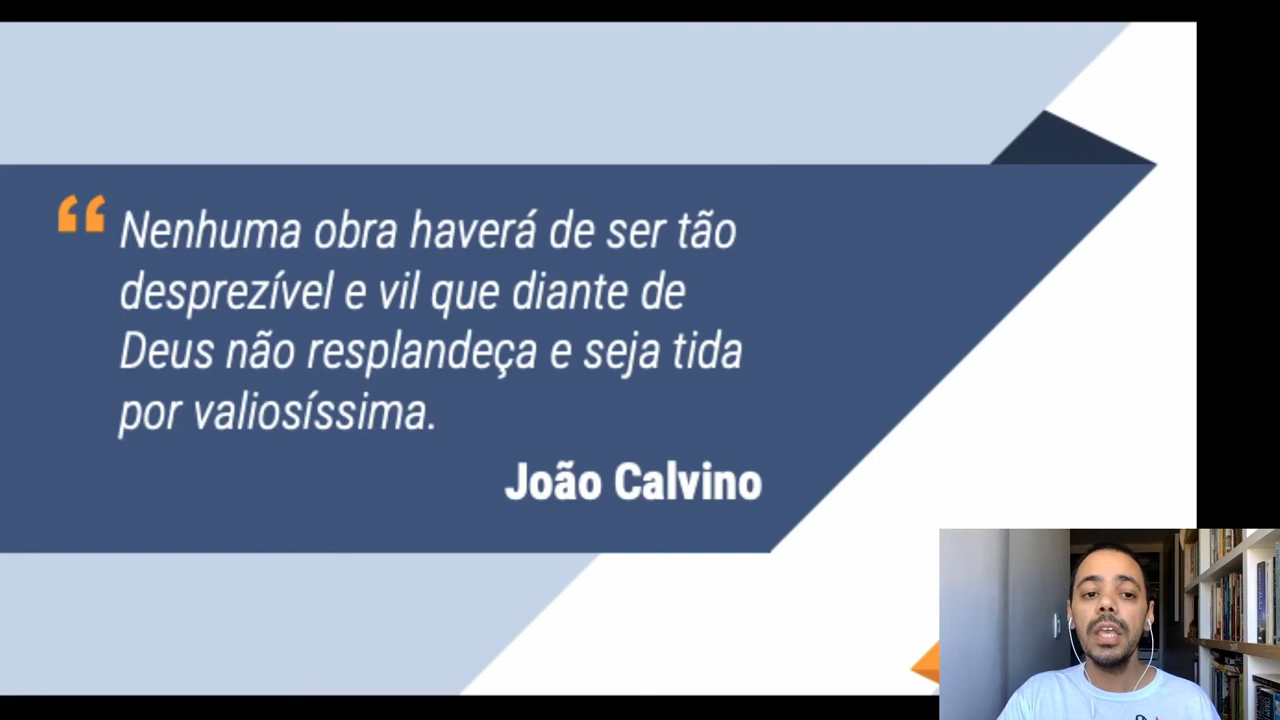 “ Nenhuma obra haverá de ser tão
desprezível e vil que diante de
Deus não resplandeça e seja tida
por valiosíssima.
João Calvino